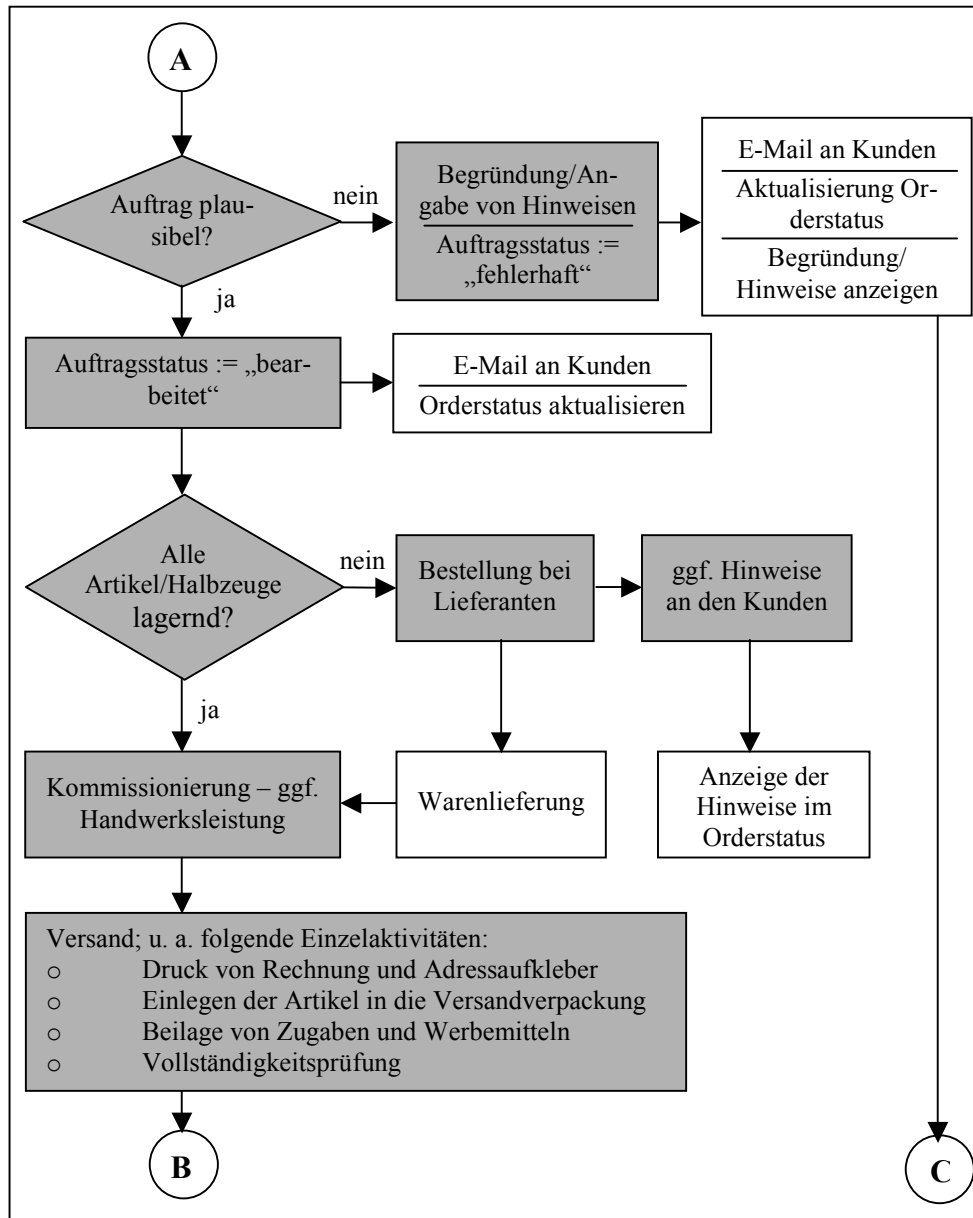 A
Auftrag plau-
sibel?
nein
Begründung/An-
gabe von Hinweisen
Auftragsstatus :=
„fehlerhaft“
E-Mail an Kunden
Aktualisierung Or-
derstatus
Begründung/
Hinweise anzeigen
ja
Auftragsstatus := „bear-
beitet“
E-Mail an Kunden
Orderstatus aktualisieren
Alle
Artikel/Halbzeuge
lagernd?
nein
Bestellung bei
Lieferanten
ggf. Hinweise
an den Kunden
ja
Kommissionierung – ggf.
Handwerksleistung
Warenlieferung
Anzeige der
Hinweise im
Orderstatus
Versand; u. a. folgende Einzelaktivitäten:
o Druck von Rechnung und Adressaufkleber
o Einlegen der Artikel in die Versandverpackung
o Beilage von Zugaben und Werbemitteln
o Vollständigkeitsprüfung
B
C